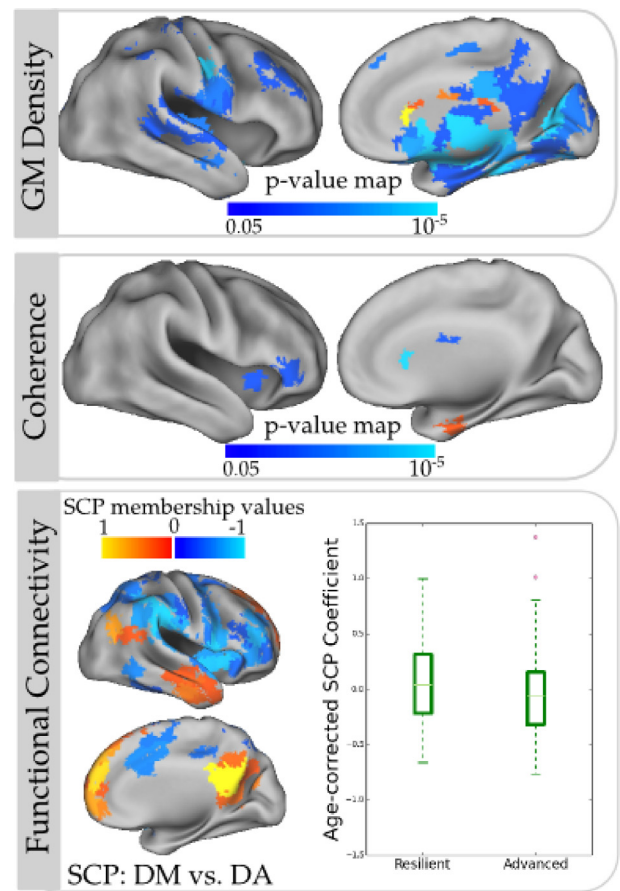 GM Density
p-value map
0.05 10⁻⁵
Coherence
p-value map
0.05 10⁻⁵
Functional Connectivity
SCP membership values
1 0 -1
SCP: DM vs. DA
Age-corrected SCP Coefficient
1.5
1.0
0.5
0.0
−0.5
−1.0
−1.5
Resilient Advanced